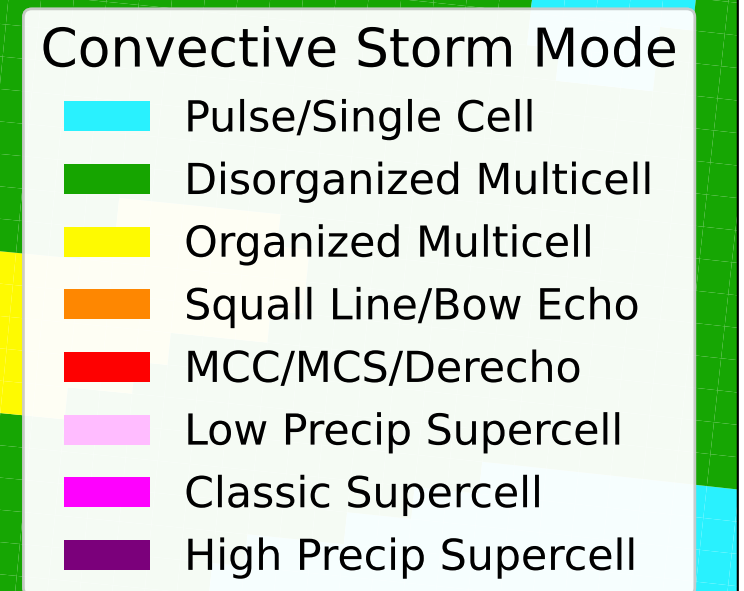 Convective Storm Mode
Pulse/Single Cell
Disorganized Multicell
Organized Multicell
Squall Line/Bow Echo
MCC/MCS/Derecho
Low Precip Supercell
Classic Supercell
High Precip Supercell